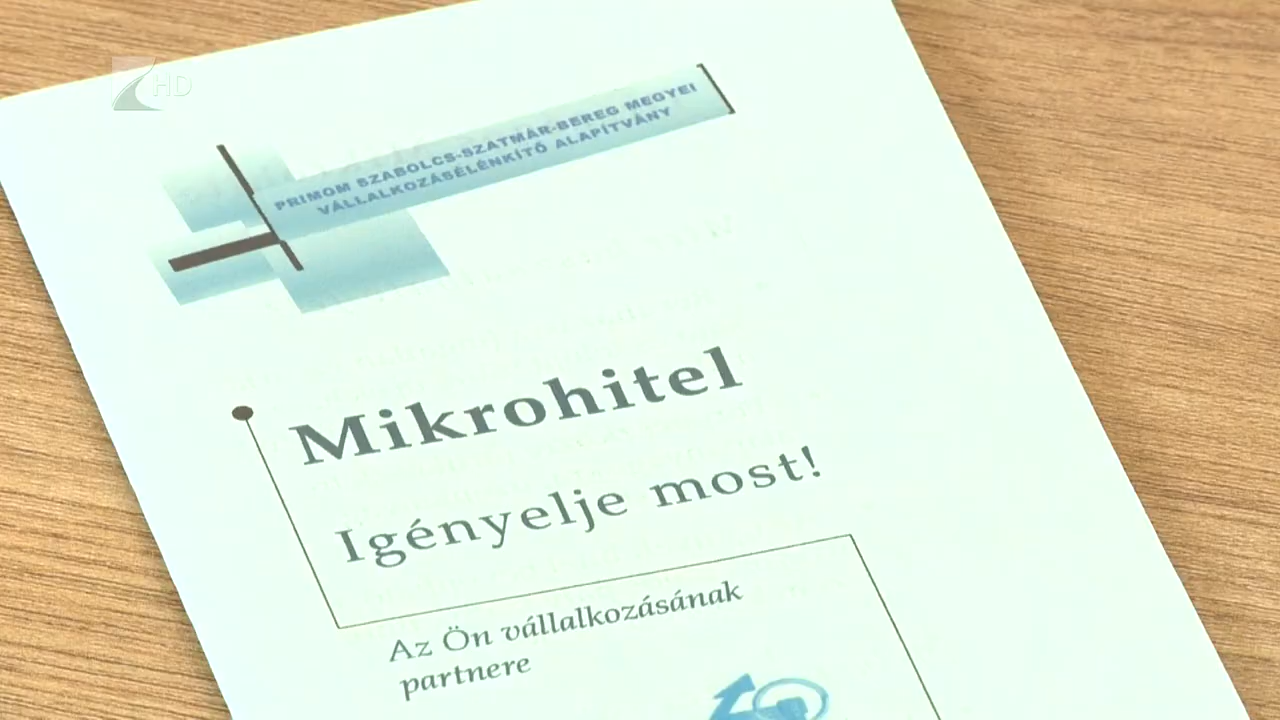 HD
PRIMOM SZABOLCS-SZATMÁR-BEREG MEGYEI
VÁLLALKOZÁSÉLÉNKÍTŐ ALAPÍTVÁNY
Mikrohitel
Igényelje most!
Az Ön vállalkozásának
partnere